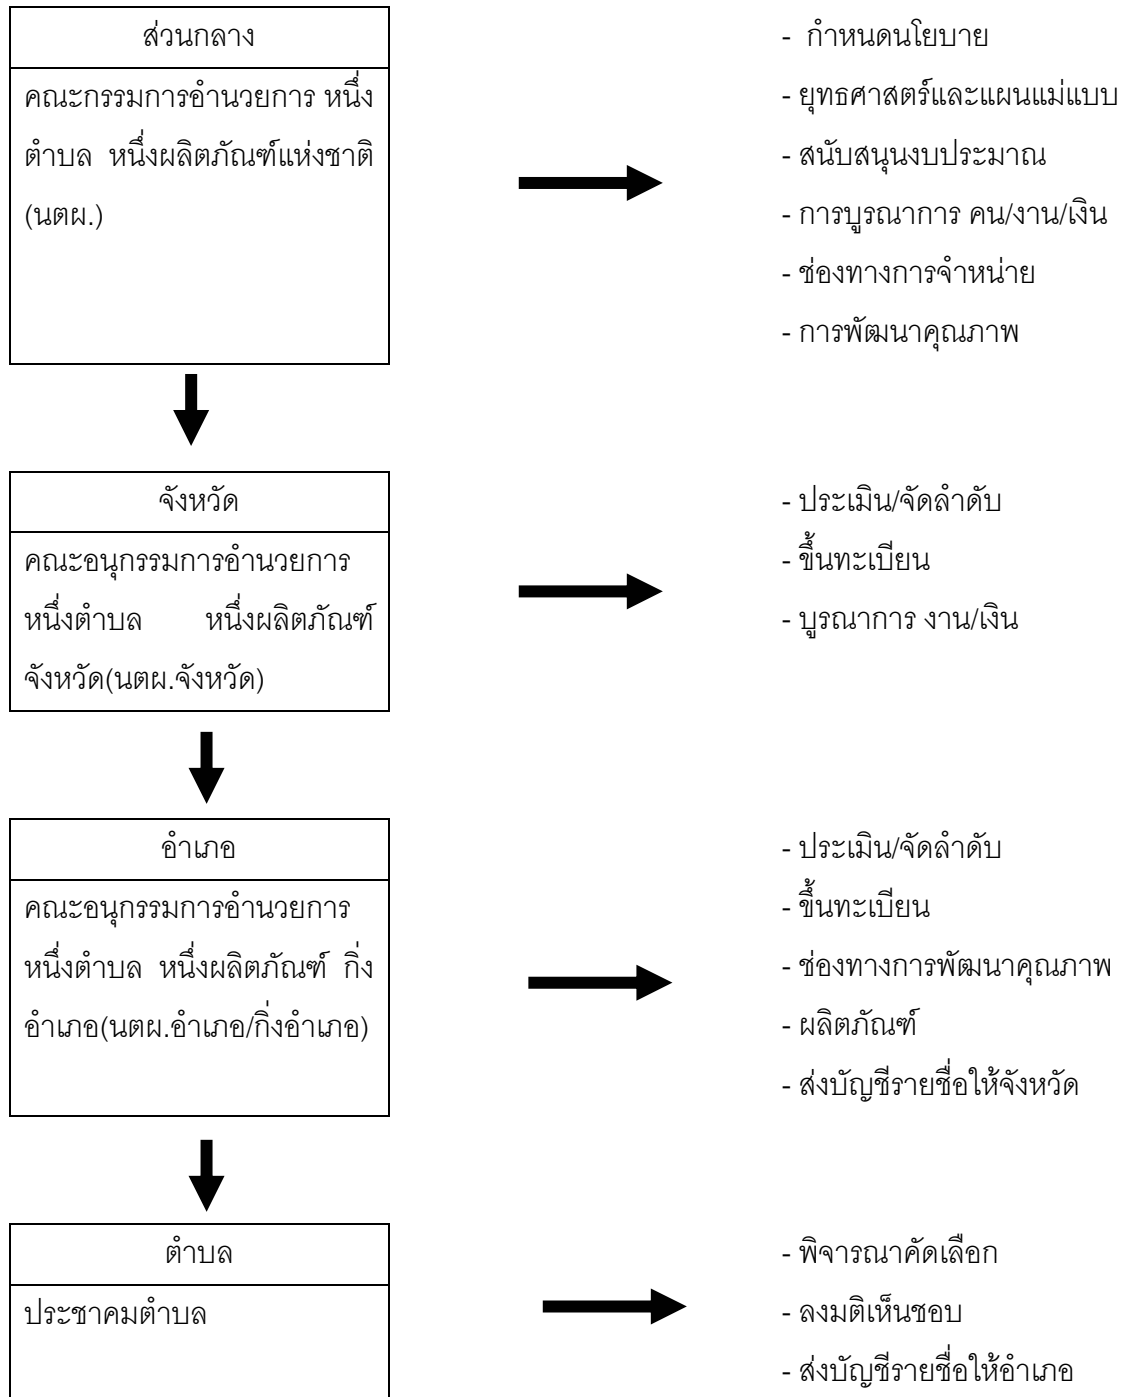 ส่วนกลาง
คณะกรรมการอำนวยการ หนึ่ง
ตำบล หนึ่งผลิตภัณฑ์แห่งชาติ
(นตผ.)
- กำหนดนโยบาย
- ยุทธศาสตร์และแผนแม่แบบ
- สนับสนุนงบประมาณ
- การบูรณาการ คน/งาน/เงิน
- ช่องทางการจำหน่าย
- การพัฒนาคุณภาพ
จังหวัด
คณะอนุกรรมการอำนวยการ
หนึ่งตำบล หนึ่งผลิตภัณฑ์
จังหวัด(นตผ.จังหวัด)
- ประเมิน/จัดลำดับ
- ขึ้นทะเบียน
- บูรณาการ งาน/เงิน
อำเภอ
คณะอนุกรรมการอำนวยการ
หนึ่งตำบล หนึ่งผลิตภัณฑ์ กิ่ง
อำเภอ(นตผ.อำเภอ/กิ่งอำเภอ)
- ประเมิน/จัดลำดับ
- ขึ้นทะเบียน
- ช่องทางการพัฒนาคุณภาพ
- ผลิตภัณฑ์
- ส่งบัญชีรายชื่อให้จังหวัด
ตำบล
ประชาคมตำบล
- พิจารณาคัดเลือก
- ลงมติเห็นชอบ
- ส่งบัญชีรายชื่อให้อำเภอ